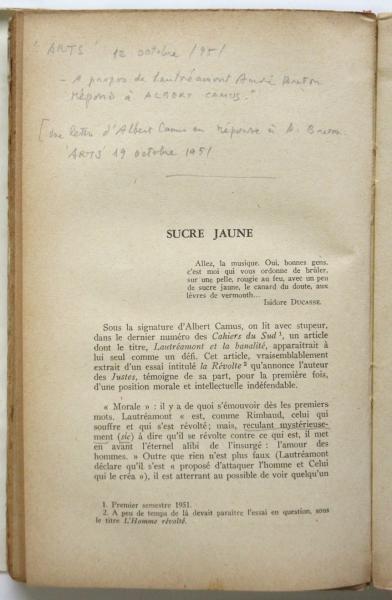 'ARTS' 12 octobre 1951
- A propos de Lautréamont André Breton
répond à ALBERT CAMUS."
[Une lettre d'Albert Camus en réponse à A. Breton.
'ARTS' 19 octobre 1951
SUCRE JAUNE
Allez, la musique. Oui, bonnes gens,
c'est moi qui vous ordonne de brûler,
sur une pelle, rougie au feu, avec un peu
de sucre jaune, le canard du doute, aux
lèvres de vermouth...
Isidore DUCASSE.
Sous la signature d'Albert Camus, on lit avec stupeur,
dans le dernier numéro des Cahiers du Sud 1, un article
dont le titre, Lautréamont et la banalité, apparaîtrait à
lui seul comme un défi. Cet article, vraisemblablement
extrait d'un essai intitulé la Révolte 2 qu'annonce l'auteur
des Justes, témoigne de sa part, pour la première fois,
d'une position morale et intellectuelle indéfendable.
« Morale » : il y a de quoi s'émouvoir dès les premiers
mots. Lautréamont « est, comme Rimbaud, celui qui
souffre et qui s'est révolté; mais, reculant mystérieuse-
ment (sic) à dire qu'il se révolte contre ce qui est, il met
en avant l'éternel alibi de l'insurgé : l'amour des
hommes. » Outre que rien n'est plus faux (Lautréamont
déclare qu'il s'est « proposé d'attaquer l'homme et Celui
qui le créa »), il est atterrant au possible de voir quelqu'un
1. Premier semestre 1951.
2. A peu de temps de là devait paraître l'essai en question, sous
le titre L'Homme révolté.